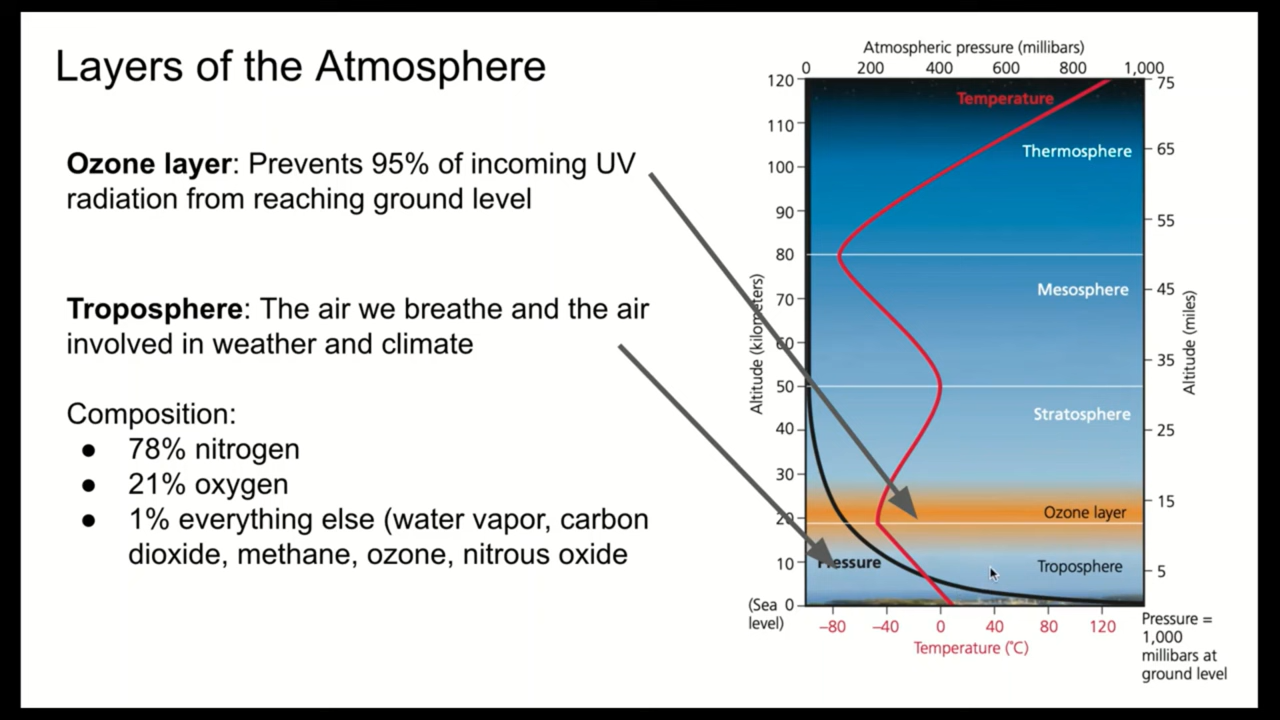 Layers of the Atmosphere
Ozone layer: Prevents 95% of incoming UV
radiation from reaching ground level
Troposphere: The air we breathe and the air
involved in weather and climate
Composition:
● 78% nitrogen
● 21% oxygen
● 1% everything else (water vapor, carbon
dioxide, methane, ozone, nitrous oxide
Atmospheric pressure (millibars)
0 200 400 600 800 1,000
120 75
Temperature
110
Thermosphere 65
100
90 55
80
Mesosphere 45
70
Altitude (kilometers)
Altitude (miles)
60
35
50
Stratosphere
40 25
30
15
Ozone layer
20
10 Pressure Troposphere 5
(Sea 0
level)
−80 −40 0 40 80 120
Temperature (˚C)
Pressure =
1,000
millibars at
ground level